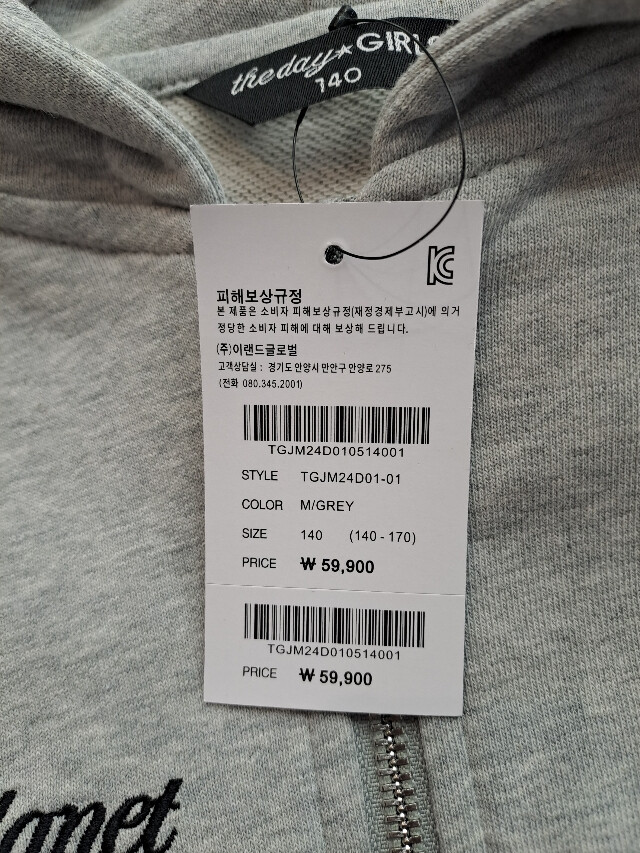 theday★GIRLS
140
피해보상규정
본 제품은 소비자 피해보상규정(재정경제부고시)에 의거
정당한 소비자 피해에 대해 보상해 드립니다.
(주)이랜드글로벌
고객상담실 : 경기도 안양시 만안구 안양로 275
(전화 080.345.2001)
TGJM24D010514001
STYLE TGJM24D01-01
COLOR M/GREY
SIZE 140 (140 - 170)
PRICE ₩ 59,900
TGJM24D010514001
PRICE ₩ 59,900